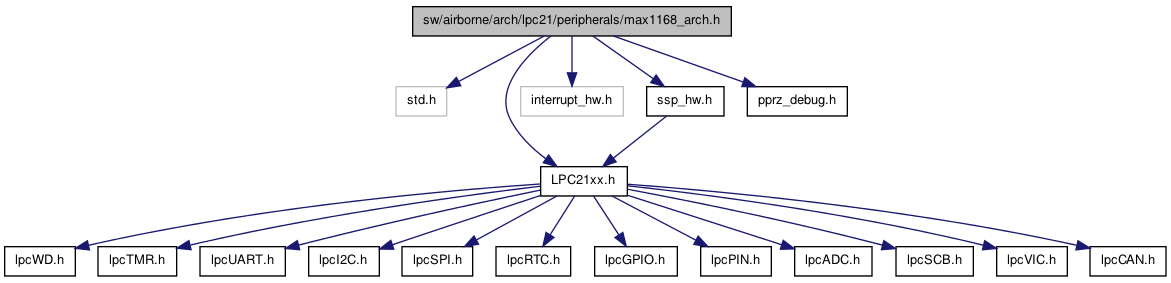 sw/airborne/arch/lpc21/peripherals/max1168_arch.h
std.h
interrupt_hw.h
ssp_hw.h
pprz_debug.h
LPC21xx.h
lpcWD.h
lpcTMR.h
lpcUART.h
lpcI2C.h
lpcSPI.h
lpcRTC.h
lpcGPIO.h
lpcPIN.h
lpcADC.h
lpcSCB.h
lpcVIC.h
lpcCAN.h